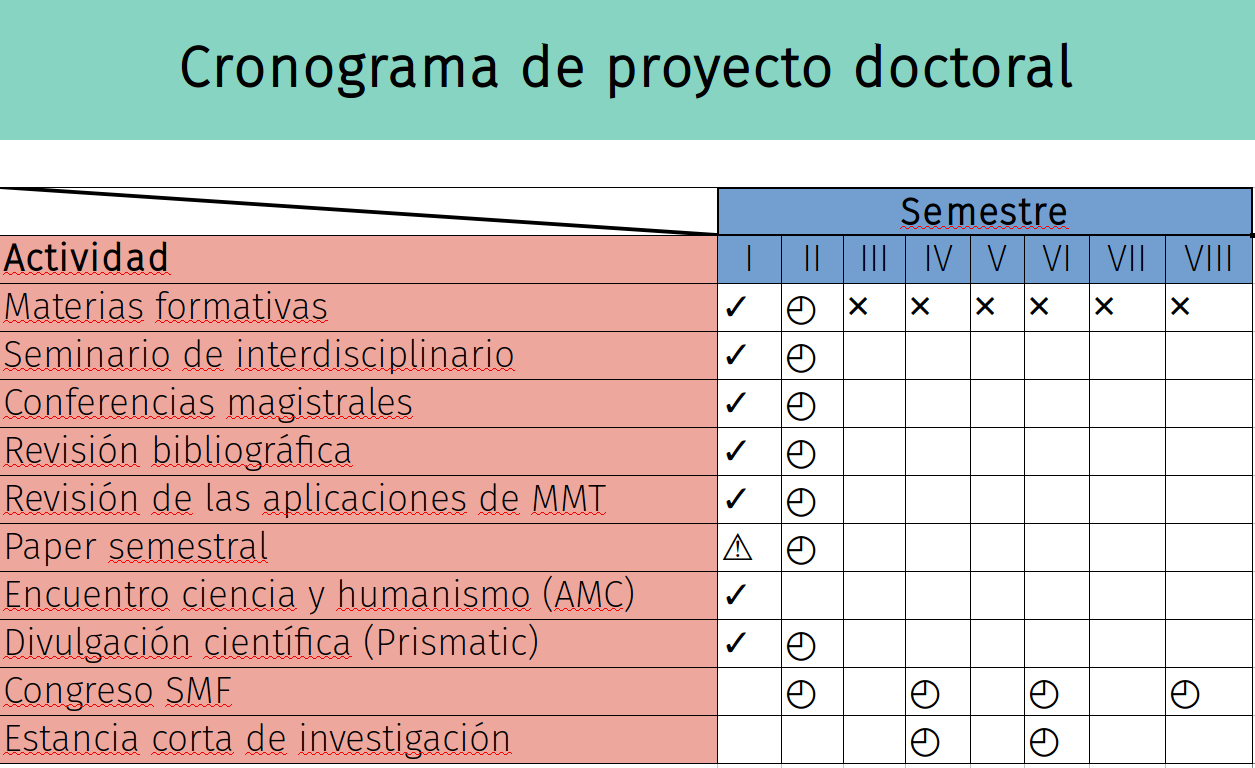 Cronograma de proyecto doctoral
Semestre
Actividad I II III IV V VI VII VIII
Materias formativas ✓ ◴ × × × × × ×
Seminario de interdisciplinario ✓ ◴
Conferencias magistrales ✓ ◴
Revisión bibliográfica ✓ ◴
Revisión de las aplicaciones de MMT ✓ ◴
Paper semestral ⚠ ◴
Encuentro ciencia y humanismo (AMC) ✓
Divulgación científica (Prismatic) ✓ ◴
Congreso SMF ◴ ◴ ◴ ◴
Estancia corta de investigación ◴ ◴